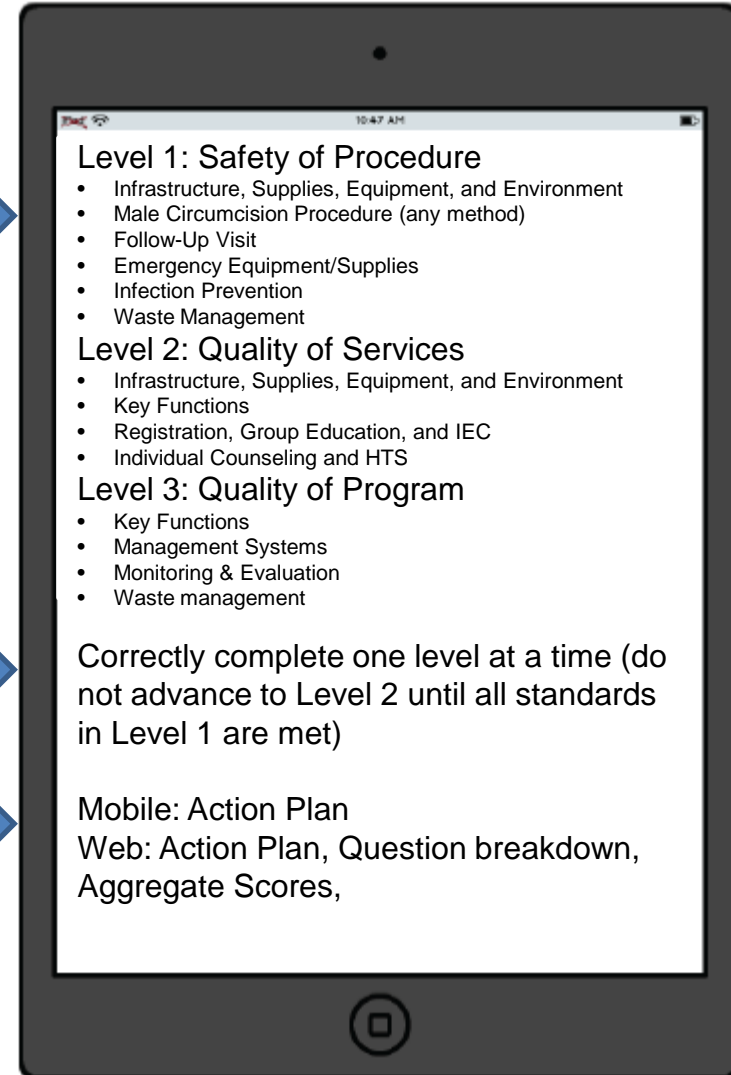 10:47 AM
Level 1: Safety of Procedure
• Infrastructure, Supplies, Equipment, and Environment
• Male Circumcision Procedure (any method)
• Follow-Up Visit
• Emergency Equipment/Supplies
• Infection Prevention
• Waste Management
Level 2: Quality of Services
• Infrastructure, Supplies, Equipment, and Environment
• Key Functions
• Registration, Group Education, and IEC
• Individual Counseling and HTS
Level 3: Quality of Program
• Key Functions
• Management Systems
• Monitoring & Evaluation
• Waste management
Correctly complete one level at a time (do
not advance to Level 2 until all standards
in Level 1 are met)
Mobile: Action Plan
Web: Action Plan, Question breakdown,
Aggregate Scores,